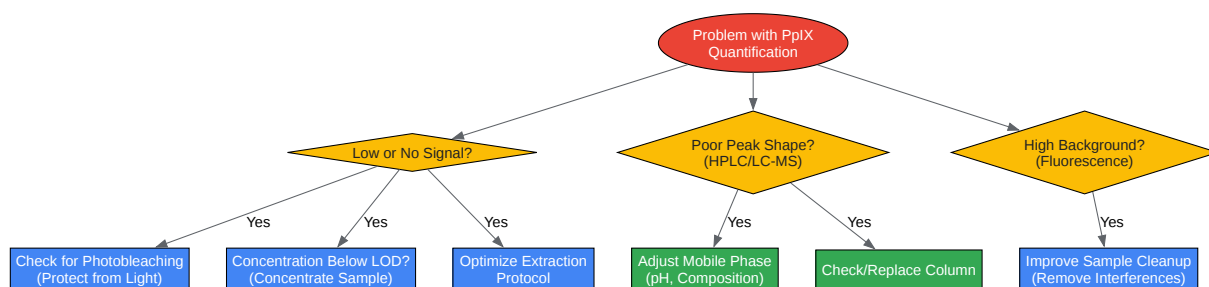 Problem with PpIX
Quantification
Low or No Signal?
Poor Peak Shape?
(HPLC/LC-MS)
High Background?
(Fluorescence)
Yes
Yes
Yes
Yes
Yes
Yes
Check for Photobleaching
(Protect from Light)
Concentration Below LOD?
(Concentrate Sample)
Optimize Extraction
Protocol
Adjust Mobile Phase
(pH, Composition)
Check/Replace Column
Improve Sample Cleanup
(Remove Interferences)